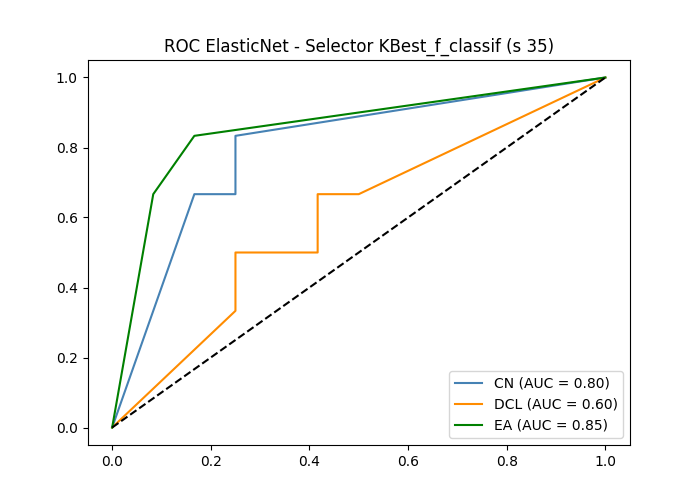 ROC ElasticNet - Selector KBest_f_classif (s 35)
1.0
0.8
0.6
0.4
0.2
0.0
0.0 0.2 0.4 0.6 0.8 1.0
CN (AUC = 0.80)
DCL (AUC = 0.60)
EA (AUC = 0.85)